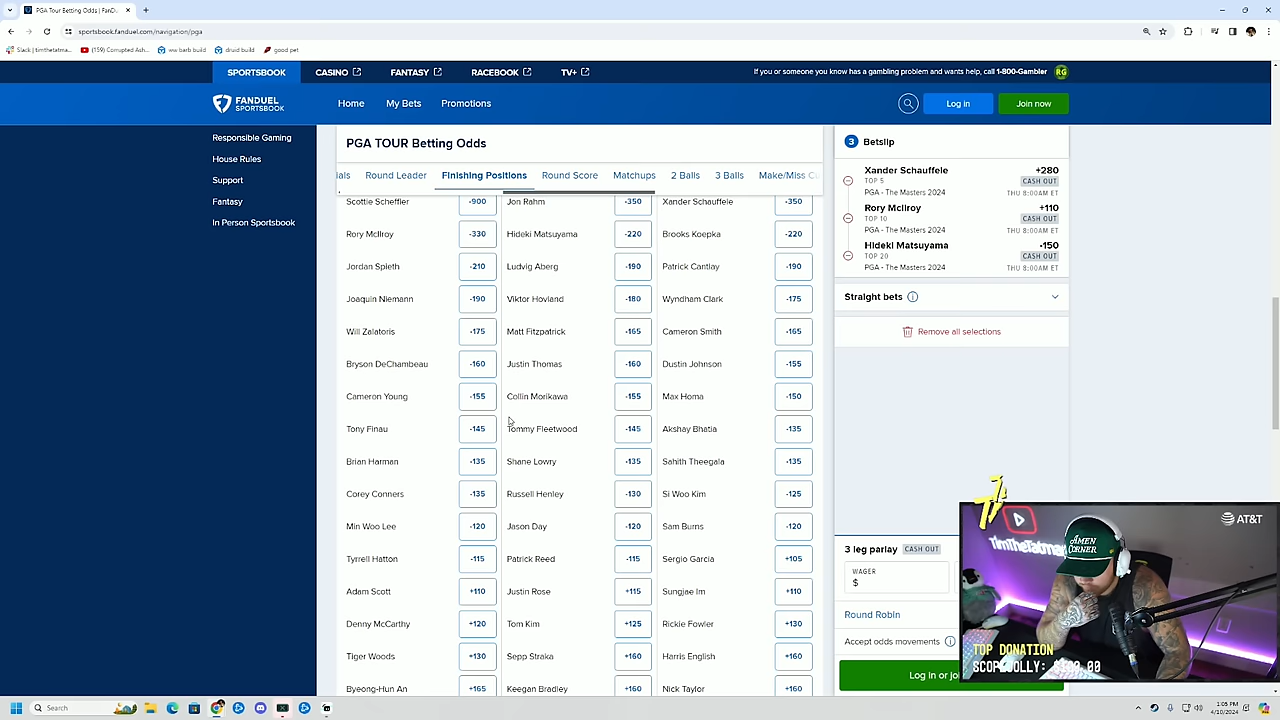 PGA TOUR Betting Odds | FanDu
sportsbook.fanduel.com/navigation/pga
Slack | timthetatma...
(159) Corrupted Ash...
ww barb build
druid build
good pet
SPORTSBOOK
CASINO
FANTASY
RACEBOOK
TV+
If you or someone you know has a gambling problem and wants help, call 1-800-Gambler
RG
FANDUEL
SPORTSBOOK
Home
My Bets
Promotions
Log in
Join now
Responsible Gaming
House Rules
Support
Fantasy
In Person Sportsbook
PGA TOUR Betting Odds
ials
Round Leader
Finishing Positions
Round Score
Matchups
2 Balls
3 Balls
Make/Miss C
Scottie Scheffler -900 Jon Rahm -350 Xander Schauffele -350
Rory McIlroy -330 Hideki Matsuyama -220 Brooks Koepka -220
Jordan Spieth -210 Ludvig Aberg -190 Patrick Cantlay -190
Joaquin Niemann -190 Viktor Hovland -180 Wyndham Clark -175
Will Zalatoris -175 Matt Fitzpatrick -165 Cameron Smith -165
Bryson DeChambeau -160 Justin Thomas -160 Dustin Johnson -155
Cameron Young -155 Collin Morikawa -155 Max Homa -150
Tony Finau -145 Tommy Fleetwood -145 Akshay Bhatia -135
Brian Harman -135 Shane Lowry -135 Sahith Theegala -135
Corey Conners -135 Russell Henley -130 Si Woo Kim -125
Min Woo Lee -120 Jason Day -120 Sam Burns -120
Tyrrell Hatton -115 Patrick Reed -115 Sergio Garcia +105
Adam Scott +110 Justin Rose +115 Sungjae Im +110
Denny McCarthy +120 Tom Kim +125 Rickie Fowler +130
Tiger Woods +130 Sepp Straka +160 Harris English +160
Byeong-Hun An +165 Keegan Bradley +160 Nick Taylor +160
3 Betslip
Xander Schauffele +280
TOP 5 CASH OUT
PGA - The Masters 2024 THU 8:00AM ET
Rory McIlroy +110
TOP 10 CASH OUT
PGA - The Masters 2024 THU 8:00AM ET
Hideki Matsuyama -150
TOP 20 CASH OUT
PGA - The Masters 2024 THU 8:00AM ET
Straight bets
Remove all selections
3 leg parlay CASH OUT
WAGER
$
Round Robin
Accept odds movements
Log in or jo
AT&T
TimTheTatma
AMEN
CORNER
TOP DONATION
Search
1:05 PM
4/10/2024